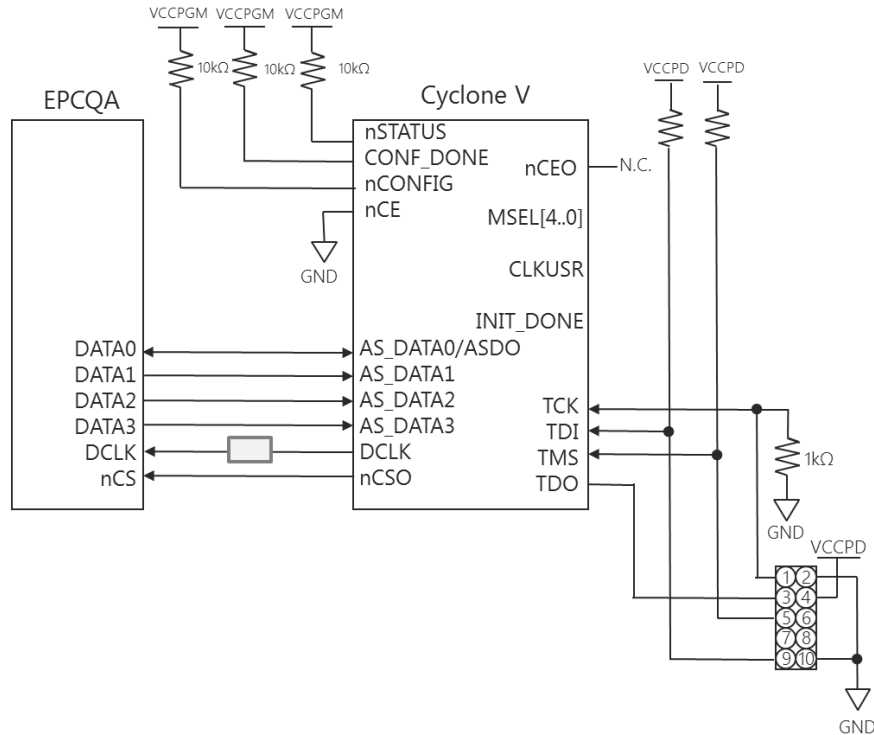 VCCPGM VCCPGM VCCPGM
10kΩ 10kΩ 10kΩ
VCCPD VCCPD
EPCQA
Cyclone V
nSTATUS
CONF_DONE
nCONFIG
nCE
GND
nCEO N.C.
MSEL[4..0]
CLKUSR
INIT_DONE
DATA0 AS_DATA0/ASDO
DATA1 AS_DATA1
DATA2 AS_DATA2
DATA3 AS_DATA3
DCLK DCLK
nCS nCSO
TCK
TDI
TMS
TDO
1kΩ
GND
VCCPD
1 2
3 4
5 6
7 8
9 10
GND